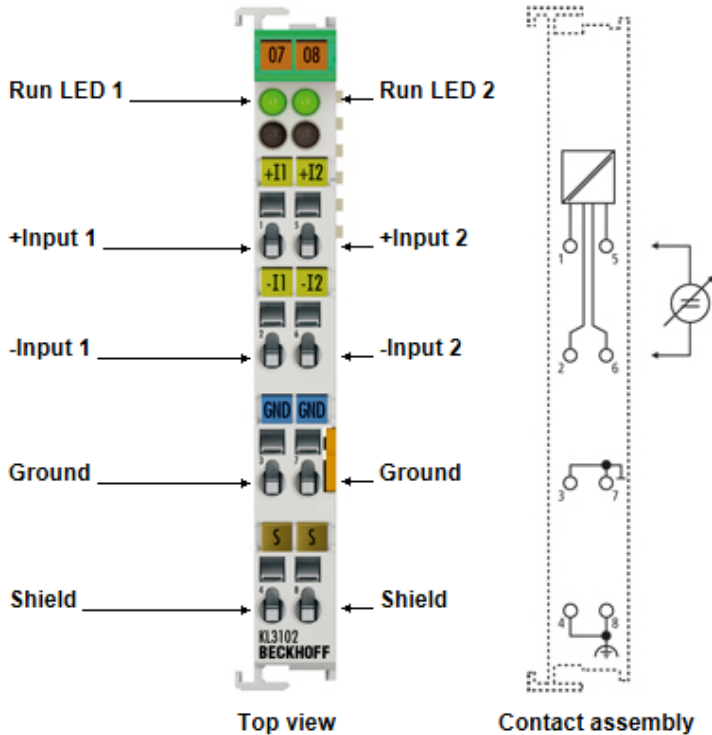 07 08
Run LED 1
Run LED 2
+I1 +I2
1 5
+Input 1
+Input 2
1 5
-I1 -I2
2 6
-Input 1
-Input 2
2 6
GND GND
3 7
Ground
Ground
3 7
S S
4 8
Shield
Shield
4 8
KL3102
BECKHOFF
Top view
Contact assembly